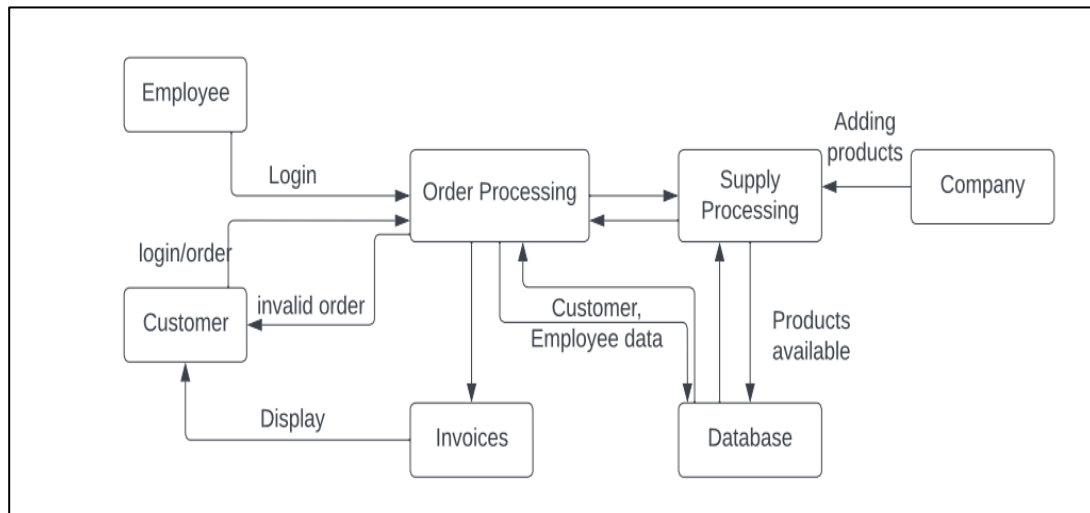 Employee
Login
Order Processing
Supply
Processing
Adding
products
Company
login/order
Customer
invalid order
Customer,
Employee data
Products
available
Display
Invoices
Database